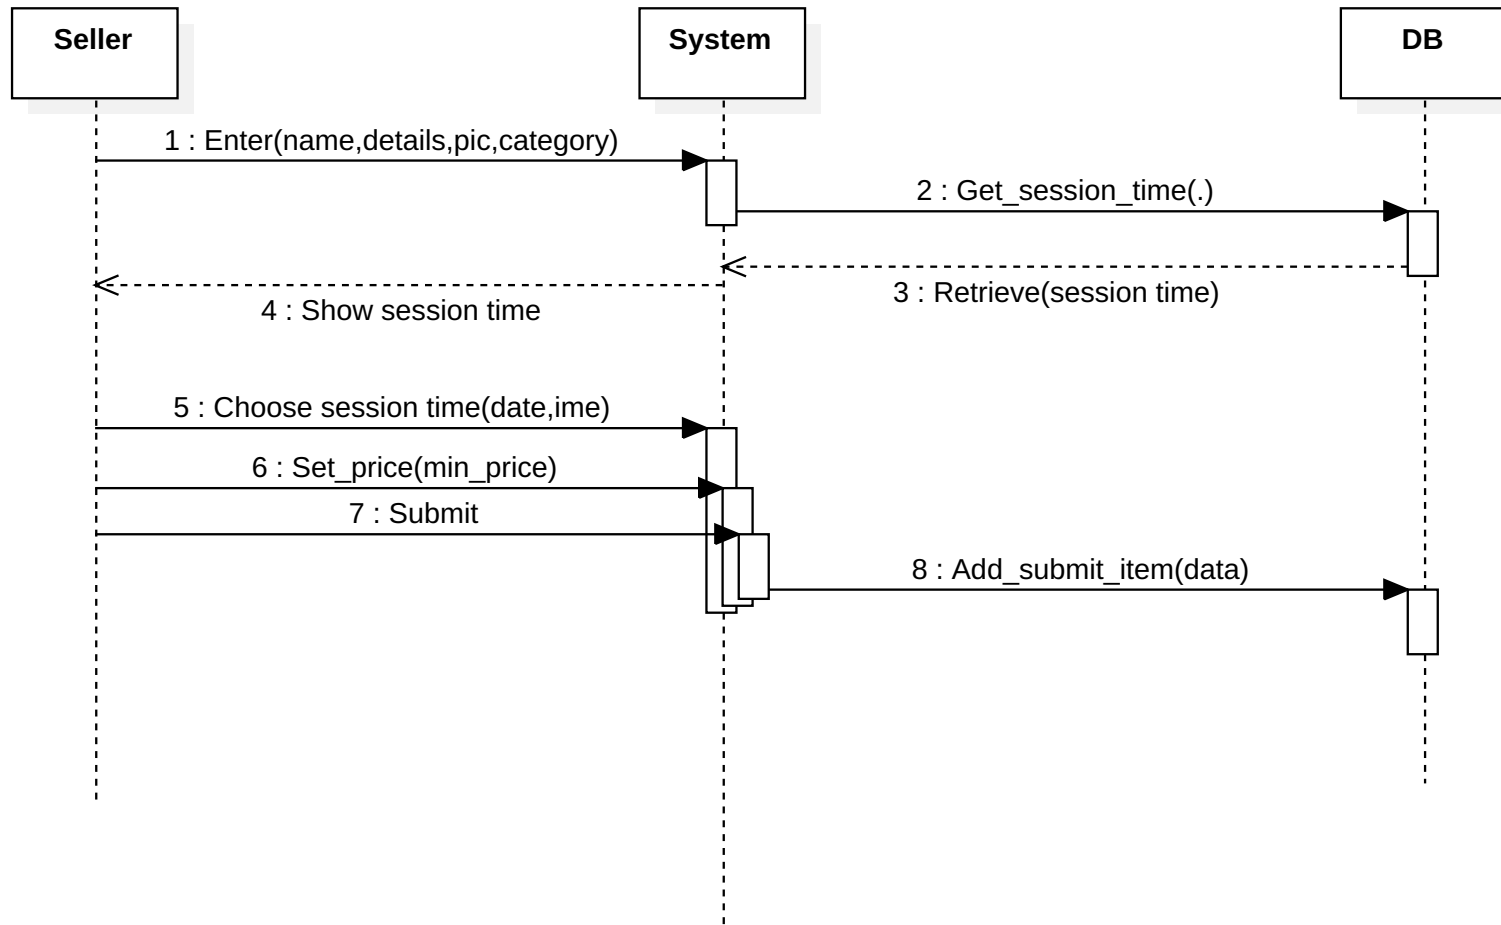 Seller
System
DB
1 : Enter(name,details,pic,category)
2 : Get_session_time(.)
3 : Retrieve(session time)
4 : Show session time
5 : Choose session time(date,ime)
6 : Set_price(min_price)
7 : Submit
8 : Add_submit_item(data)